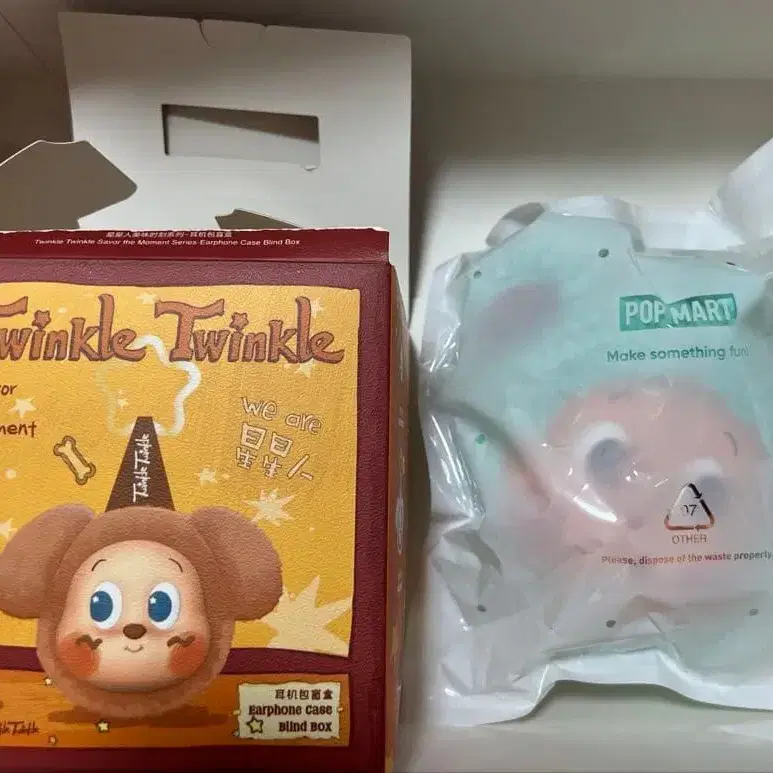 星星人美味时刻系列-耳机包盲盒
Twinkle Twinkle Savor the Moment Series-Earphone Case Blind Box
Twinkle Twinkle
we are
星星人
Twinkle Twinkle
耳机包盲盒
Earphone Case
Blind Box
Twinkle
POP MART
Make something fun!
07
OTHER
Please, dispose of the waste properly.